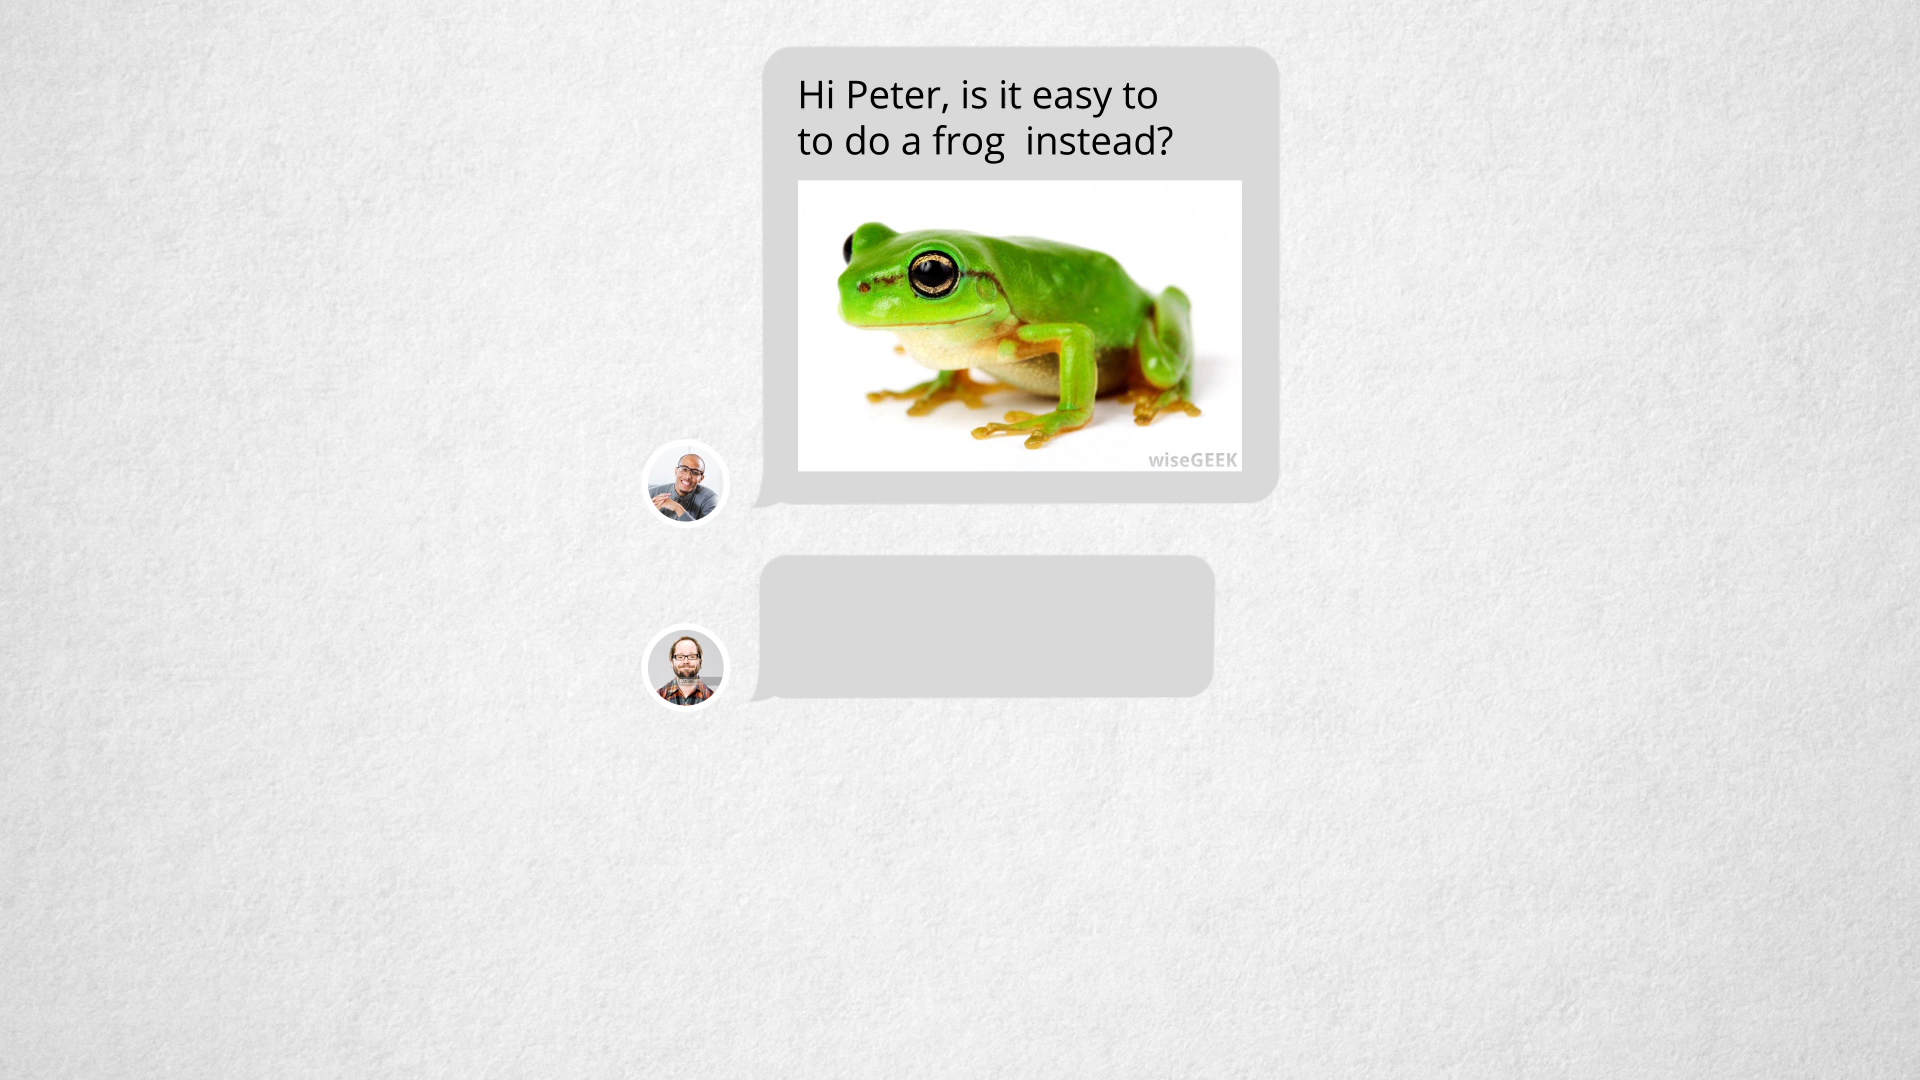 Hi Peter, is it easy to
to do a frog  instead?
wiseGEEK